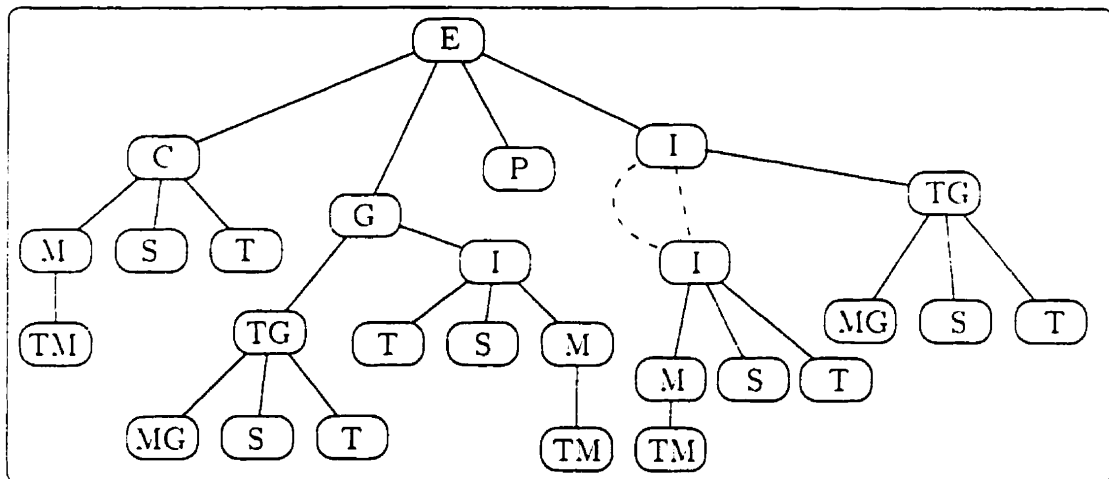 E
C P I
G TG
M S T I I
TG T S M MG S T
M S T
TM
MG S T TM TM